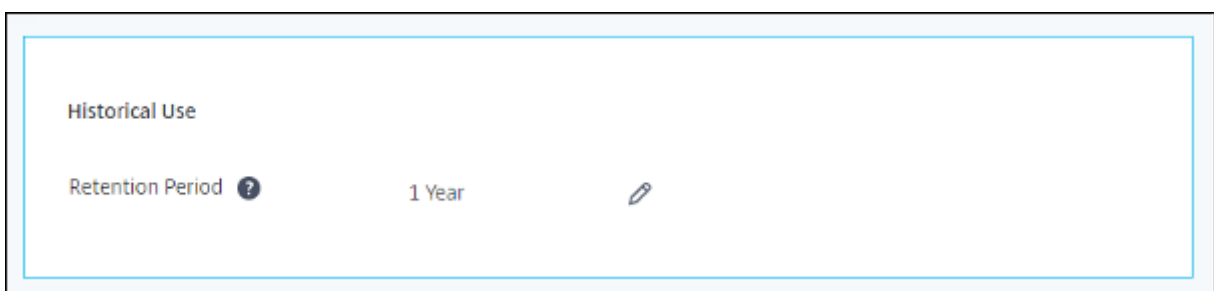 Historical Use
Retention Period ? 1 Year